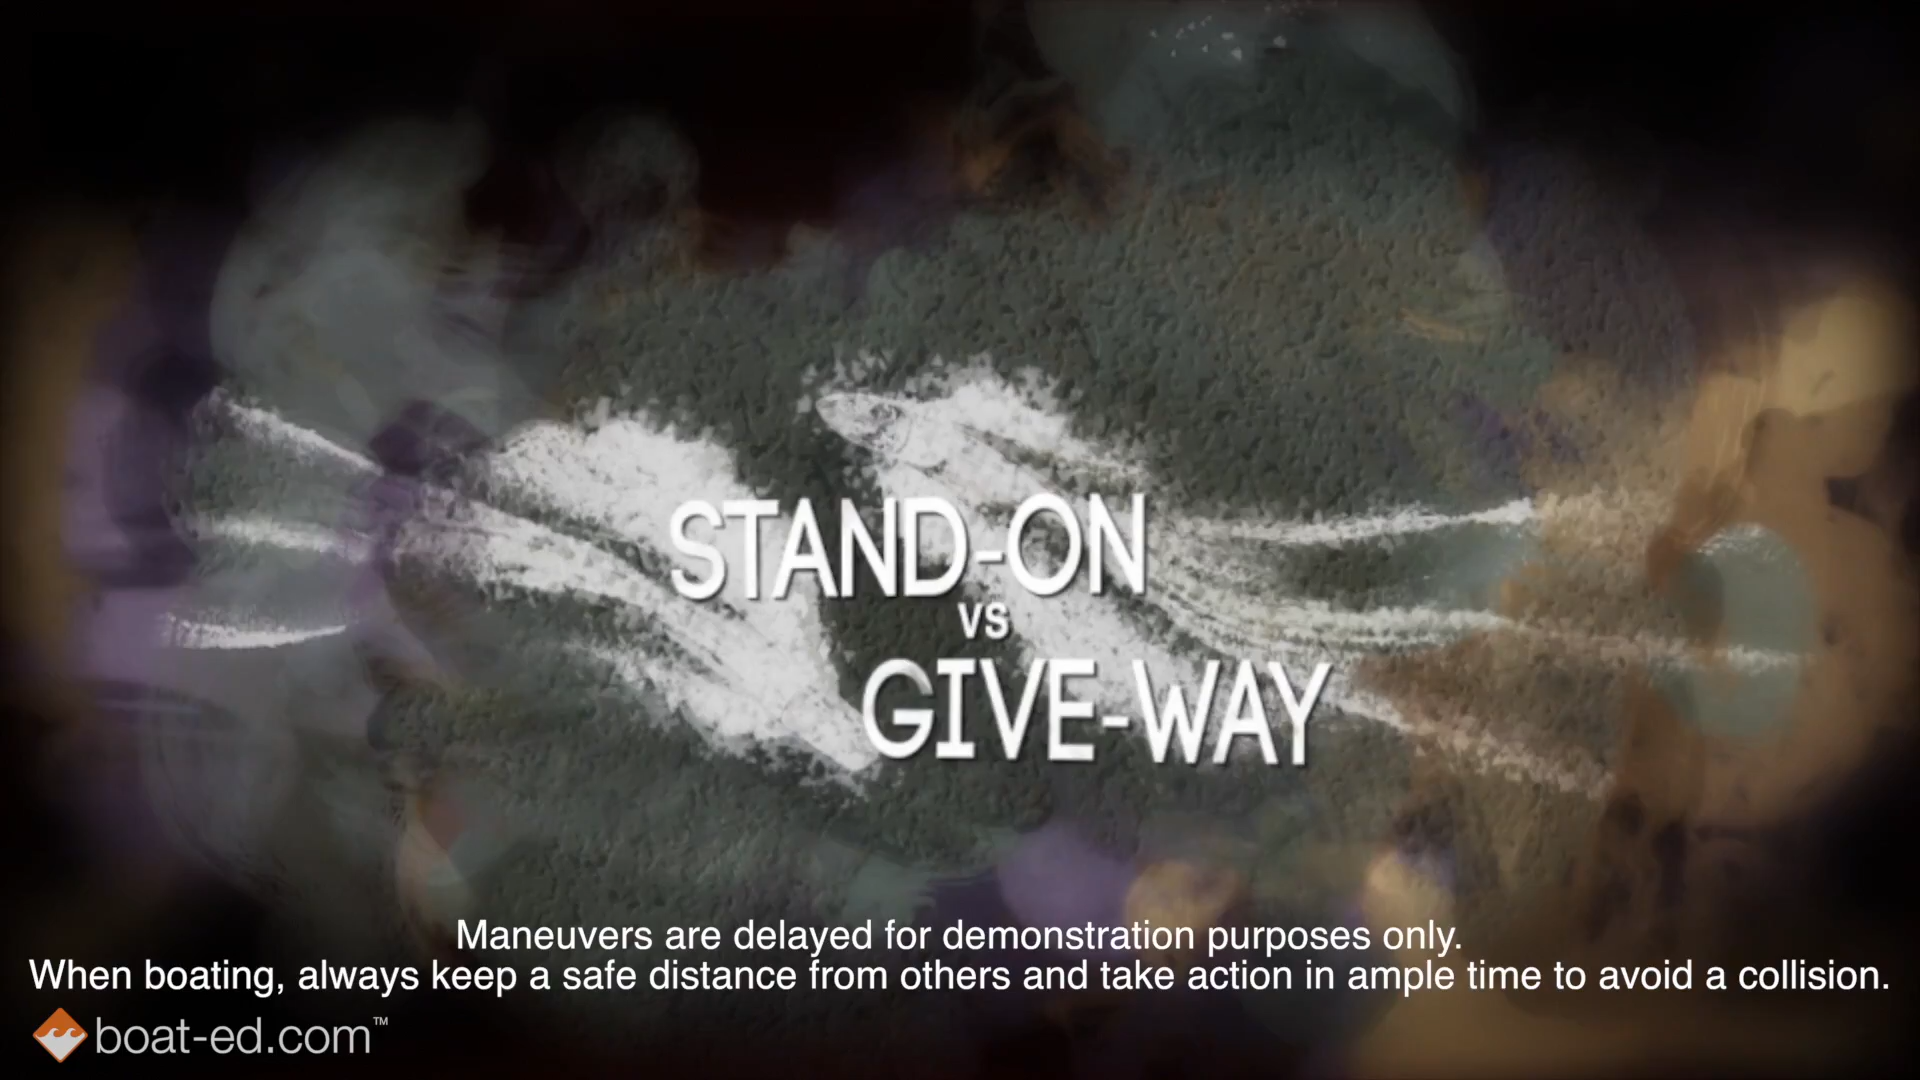 STAND-ON
VS
GIVE-WAY
Maneuvers are delayed for demonstration purposes only.
When boating, always keep a safe distance from others and take action in ample time to avoid a collision.
boat-ed.com™